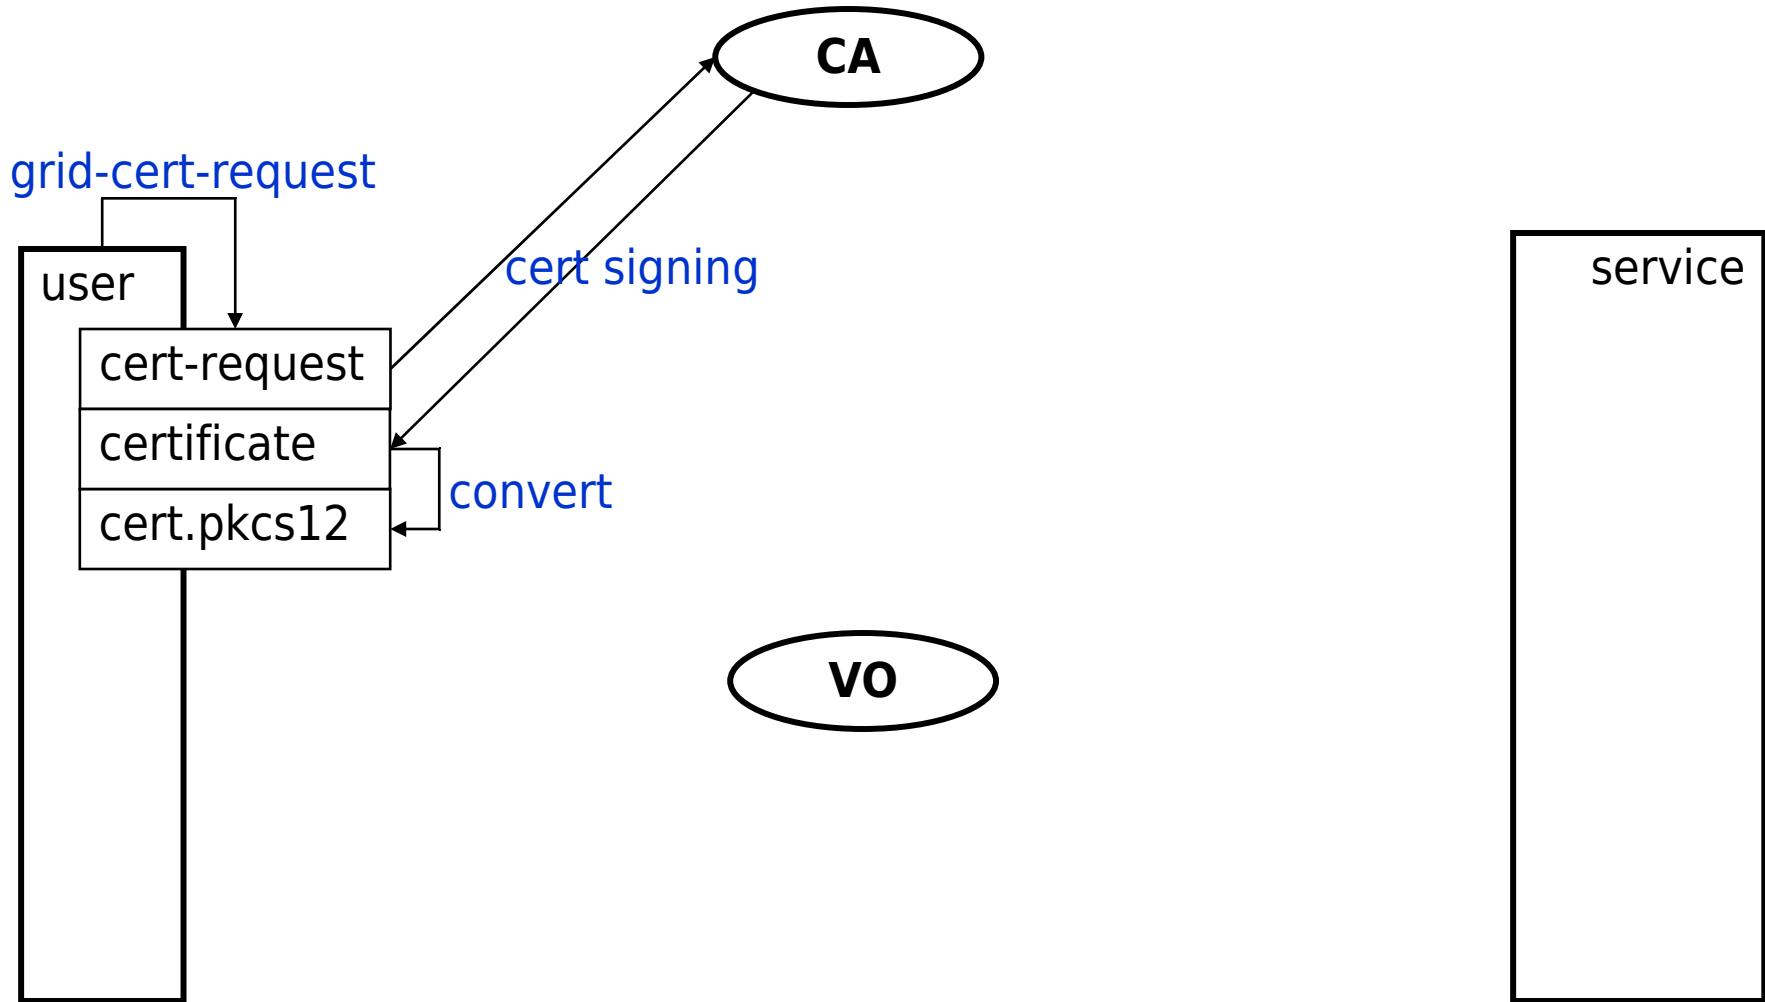 CA
grid-cert-request
cert signing
user
service
cert-request
certificate
convert
cert.pkcs12
VO